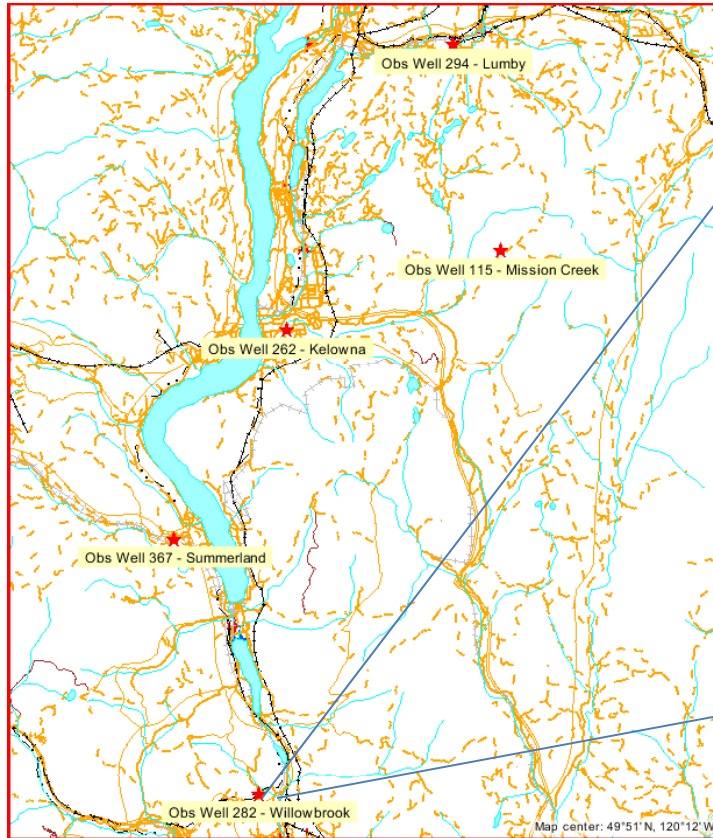 Obs Well 294 - Lumby
Obs Well 115 - Mission Creek
Obs Well 262 - Kelowna
Obs Well 367 - Summerland
Obs Well 282 - Willowbrook
Map center: 49°51' N, 120°12' W